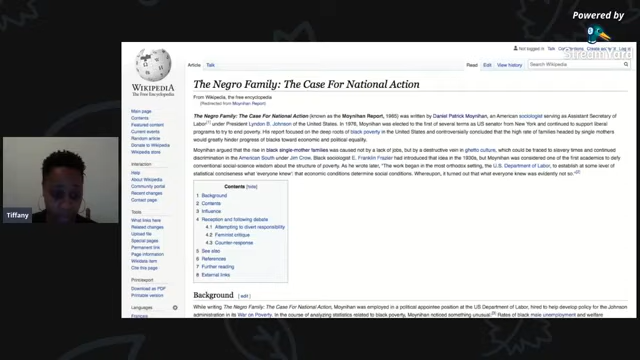 Powered by
StreamYard
Not logged in Talk
WIKIPEDIA
The Free Encyclopedia
Article Talk
Read Edit View history
Search Wikipedia
The Negro Family: The Case For National Action
From Wikipedia, the free encyclopedia
(Redirected from Moynihan Report)
The Negro Family: The Case For National Action (known as the Moynihan Report, 1965) was written by Daniel Patrick Moynihan, an American sociologist serving as Assistant Secretary of
Labor under President Lyndon B. Johnson of the United States. In 1976, Moynihan was elected to the first of several terms as US senator from New York and continued to support liberal
programs to try to end poverty. His report focused on the deep roots of black poverty in the United States and controversially concluded that the high rate of families headed by single mothers
would greatly hinder progress of blacks toward economic and political equality.
Moynihan argued that the rise in black single-mother families was caused not by a lack of jobs, but by a destructive vein in ghetto culture, which could be traced to slavery times and continued
discrimination in the American South under Jim Crow. Black sociologist E. Franklin Frazier had introduced that idea in the 1930s, but Moynihan was considered one of the first academics to defy
conventional social-science wisdom about the structure of poverty. As he wrote later, "The work began in the most orthodox setting, the U.S. Department of Labor, to establish at some level of
statistical conciseness what 'everyone knew': that economic conditions determine social conditions. Whereupon, it turned out that what everyone knew was evidently not so."
Contents [hide]
1 Background
2 Contents
3 Influence
4 Reception and following debate
4.1 Attempting to divert responsibility
4.2 Feminist critique
4.3 Counter-response
5 See also
6 References
7 Further reading
8 External links
Background [edit]
While writing The Negro Family: The Case For National Action, Moynihan was employed in a political appointee position at the US Department of Labor, hired to help develop policy for the Johnson
administration in its War on Poverty. In the course of analyzing statistics related to black poverty, Moynihan noticed something unusual: Rates of black male unemployment and welfare
Main page
Contents
Featured content
Current events
Random article
Donate to Wikipedia
Wikipedia store
Interaction
Help
About Wikipedia
Community portal
Recent changes
Contact page
Tools
What links here
Related changes
Upload file
Special pages
Permanent link
Page information
Wikidata item
Cite this page
Print/export
Download as PDF
Printable version
Languages
Français
Tiffany